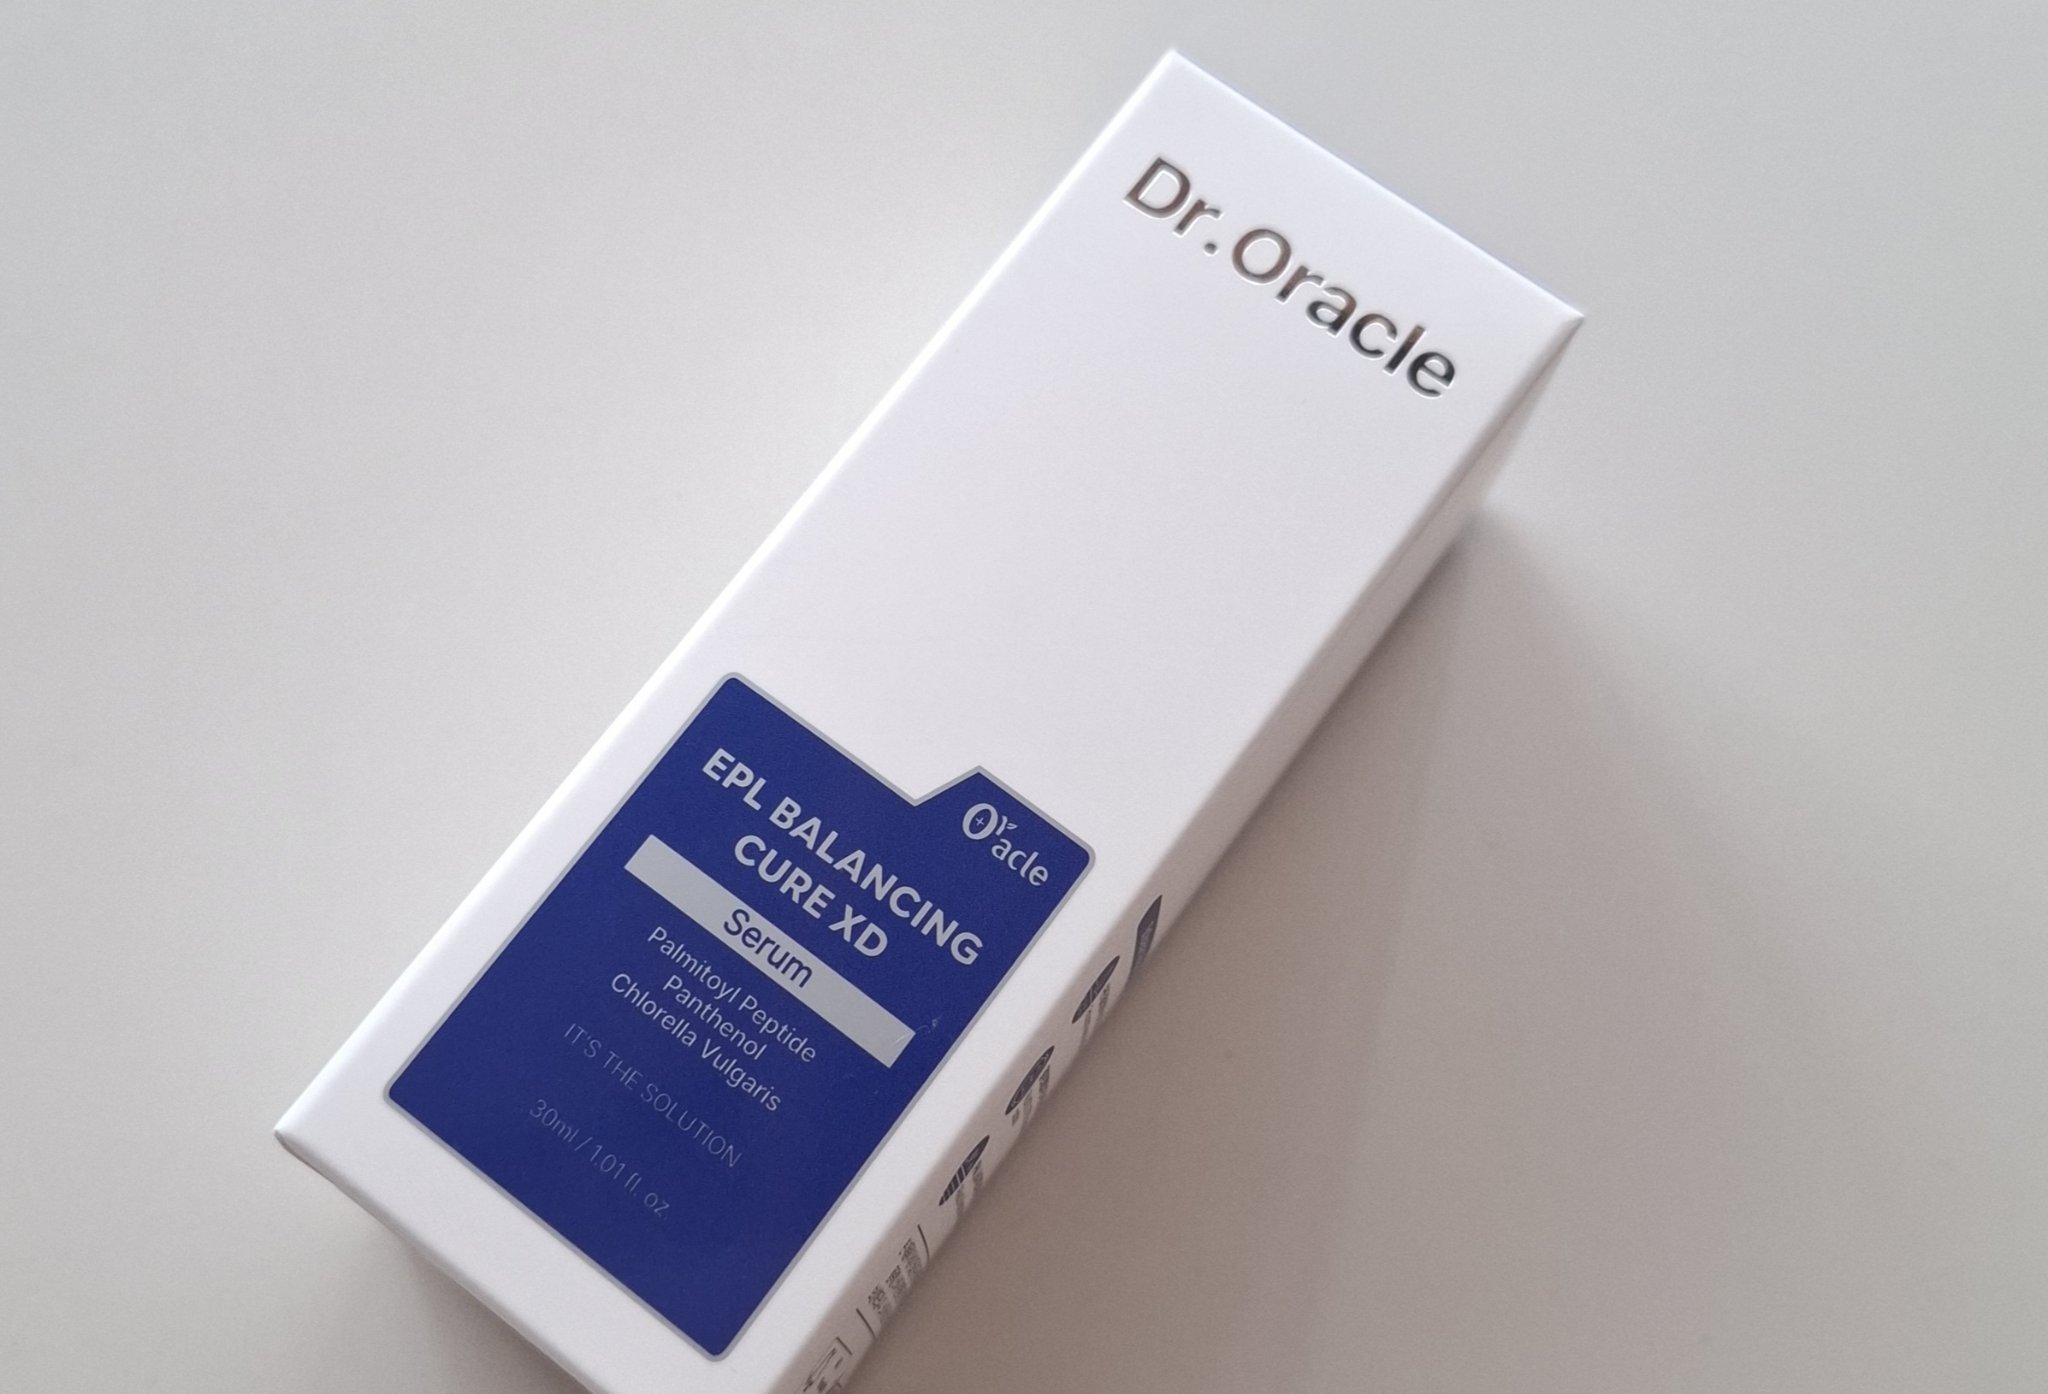 Dr.Oracle
Oracle
EPL BALANCING
CURE XD
Serum
Palmitoyl Peptide
Panthenol
Chlorella Vulgaris
IT'S THE SOLUTION
30ml / 1.01 fl. oz.